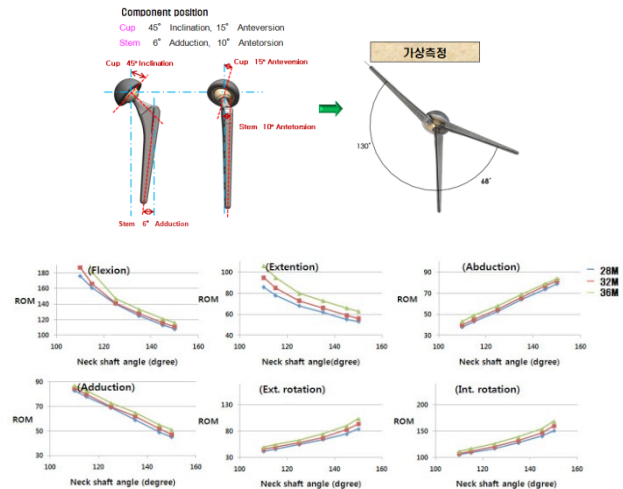 Component position
Cup 45° Inclination, 15° Anteversion
Stem 6° Adduction, 10° Antetorsion
Cup 45° Inclination
Cup 15° Anteversion
Stem 10° Antetorsion
Stem 6° Adduction
가상측정
130°
68°
(Flexion)
ROM
180
160
140
120
100
100 120 140 160
Neck shaft angle (dgree)
(Extention)
ROM
100
80
60
40
100 120 140 160
Neck shaft angle(dgree)
(Abduction)
ROM
90
70
50
30
100 120 140 160
Neck shaft angle (dgree)
28M
32M
36M
(Adduction)
ROM
90
70
50
30
100 120 140 160
Neck shaft angle (dgree)
(Ext. rotation)
ROM
130
80
30
100 120 140 160
Neck shaft angle (dgree)
(Int. rotation)
ROM
200
150
100
50
100 120 140 160
Neck shaft angle (degree)